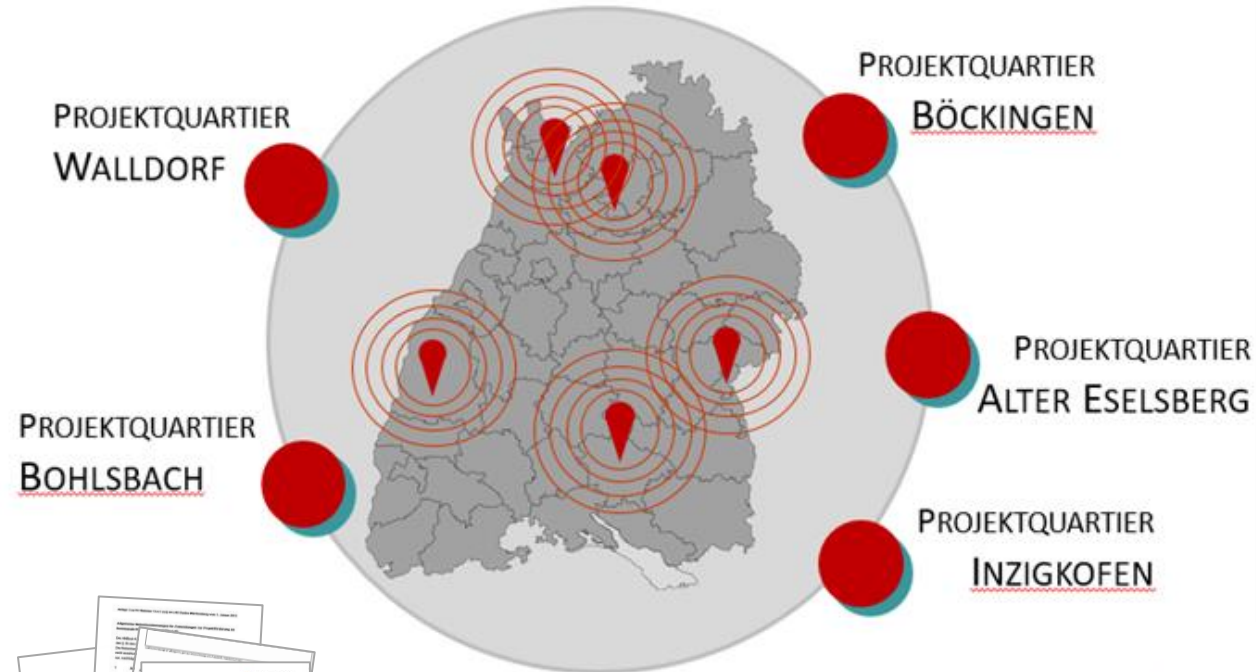 PROJEKTQUARTIER
WALLDORF
PROJEKTQUARTIER
BÖCKINGEN
PROJEKTQUARTIER
ALTER ESELSBERG
PROJEKTQUARTIER
BOHLSBACH
PROJEKTQUARTIER
INZIGKOFEN